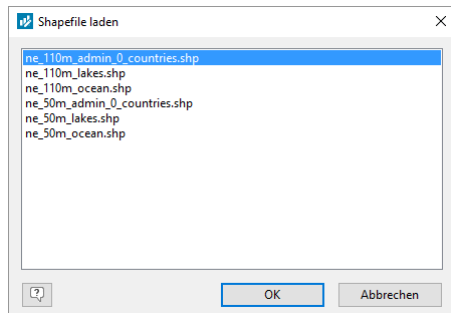 Shapefile laden
ne_110m_admin_0_countries.shp
ne_110m_lakes.shp
ne_110m_ocean.shp
ne_50m_admin_0_countries.shp
ne_50m_lakes.shp
ne_50m_ocean.shp
OK Abbrechen